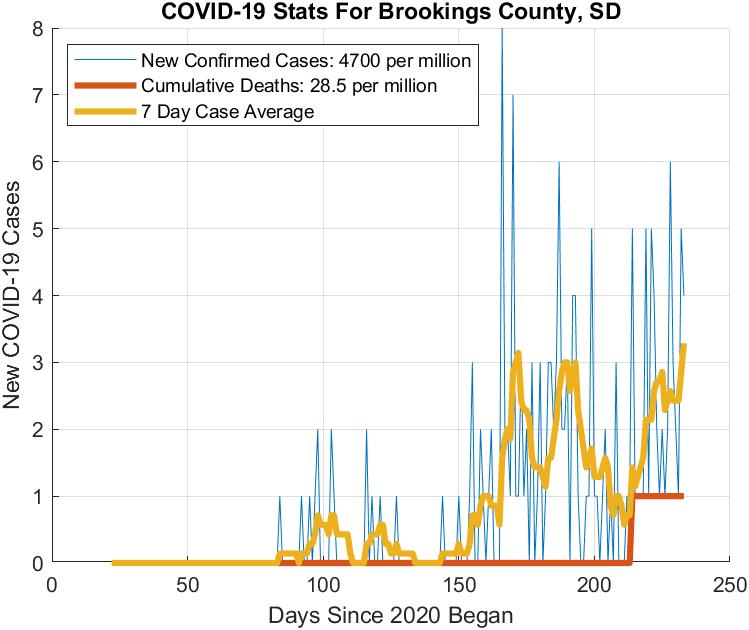 COVID-19 Stats For Brookings County, SD
New Confirmed Cases: 4700 per million
Cumulative Deaths: 28.5 per million
7 Day Case Average
New COVID-19 Cases
8
7
6
5
4
3
2
1
0
0 50 100 150 200 250
Days Since 2020 Began